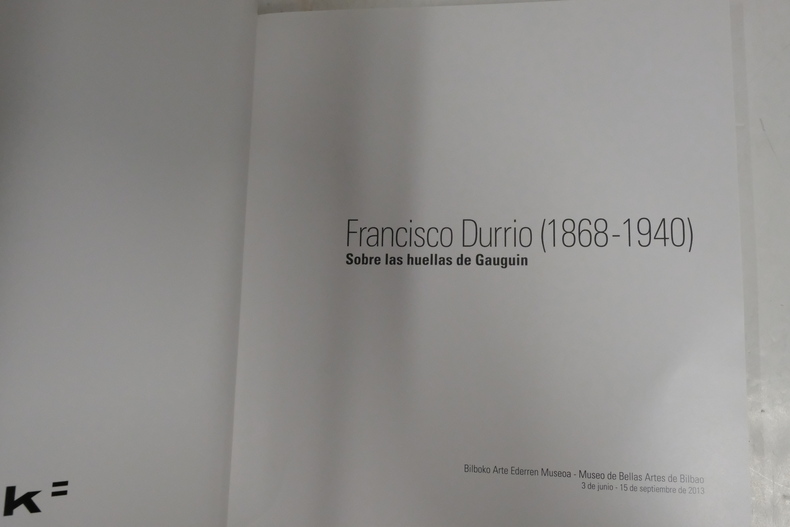 Francisco Durrio (1868-1940)
Sobre las huellas de Gauguin
Bilboko Arte Ederren Museoa - Museo de Bellas Artes de Bilbao
3 de junio - 15 de septiembre de 2013
k=